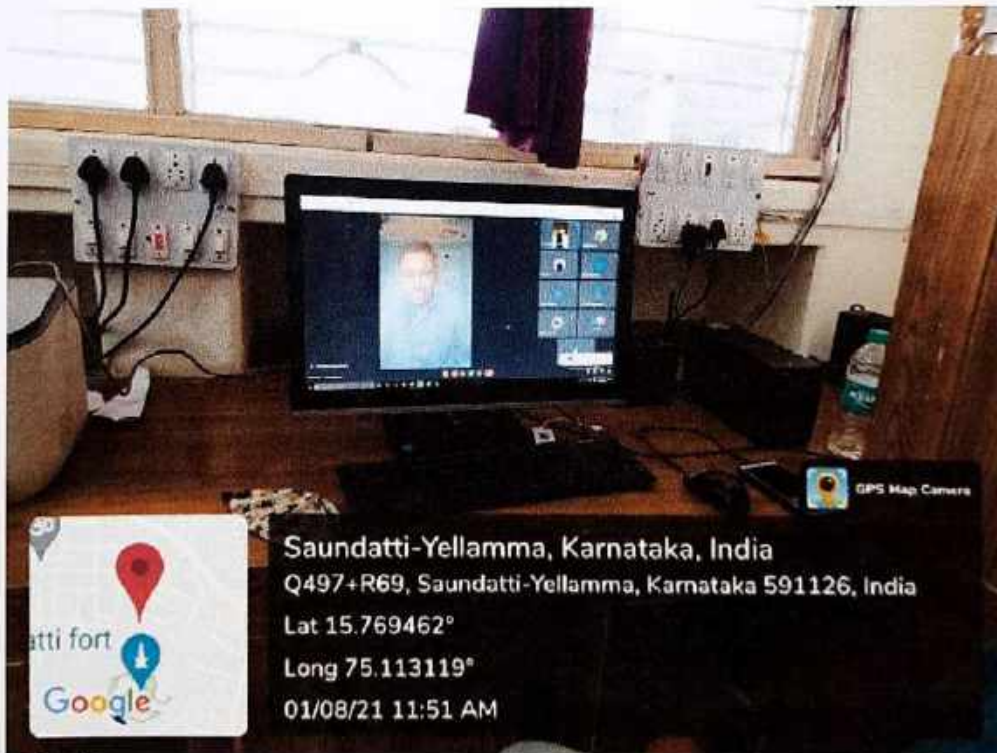 GPS Map Camera
Saundatti-Yellamma, Karnataka, India
Q497+R69, Saundatti-Yellamma, Karnataka 591126, India
Lat 15.769462°
Long 75.113119°
01/08/21 11:51 AM
atti fort
Google